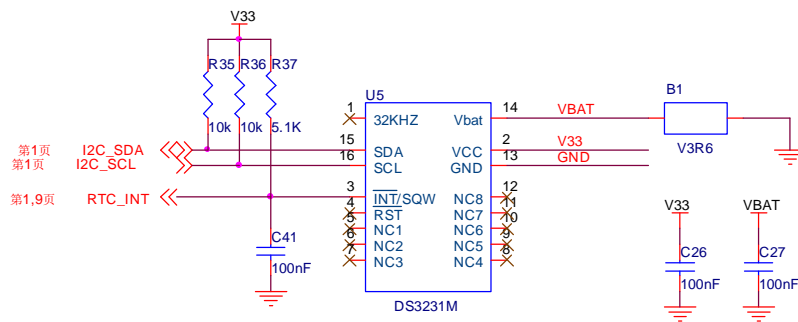 V33
R35 R36 R37
10k 10k 5.1K
U5
B1
1 32KHZ Vbat 14 VBAT
V3R6
第1页 I2C_SDA 15 SDA VCC 2 V33
第1页 I2C_SCL 16 SCL GND 13 GND
第1,9页 RTC_INT 3 INT/SQW NC8 12
4 RST NC7 11
5 NC1 NC6 10
6 NC2 NC5 9
7 NC3 NC4 8
C41
100nF
DS3231M
V33 VBAT
C26 C27
100nF 100nF